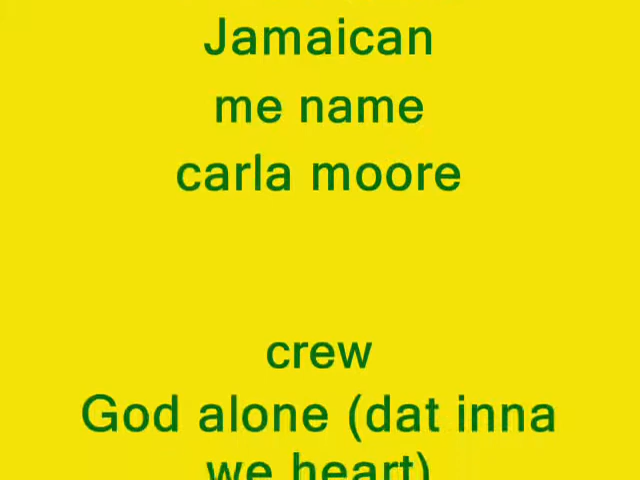 Jamaican
me name
carla moore
crew
God alone (dat inna
we heart)